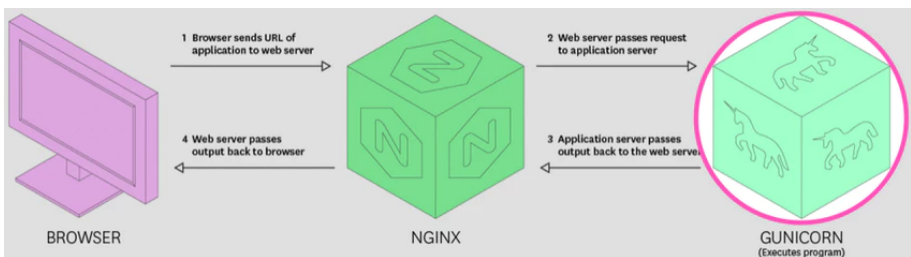 1 Browser sends URL of
application to web server
2 Web server passes request
to application server
4 Web server passes
output back to browser
3 Application server passes
output back to the web server
BROWSER
NGINX
GUNICORN
(Executes program)